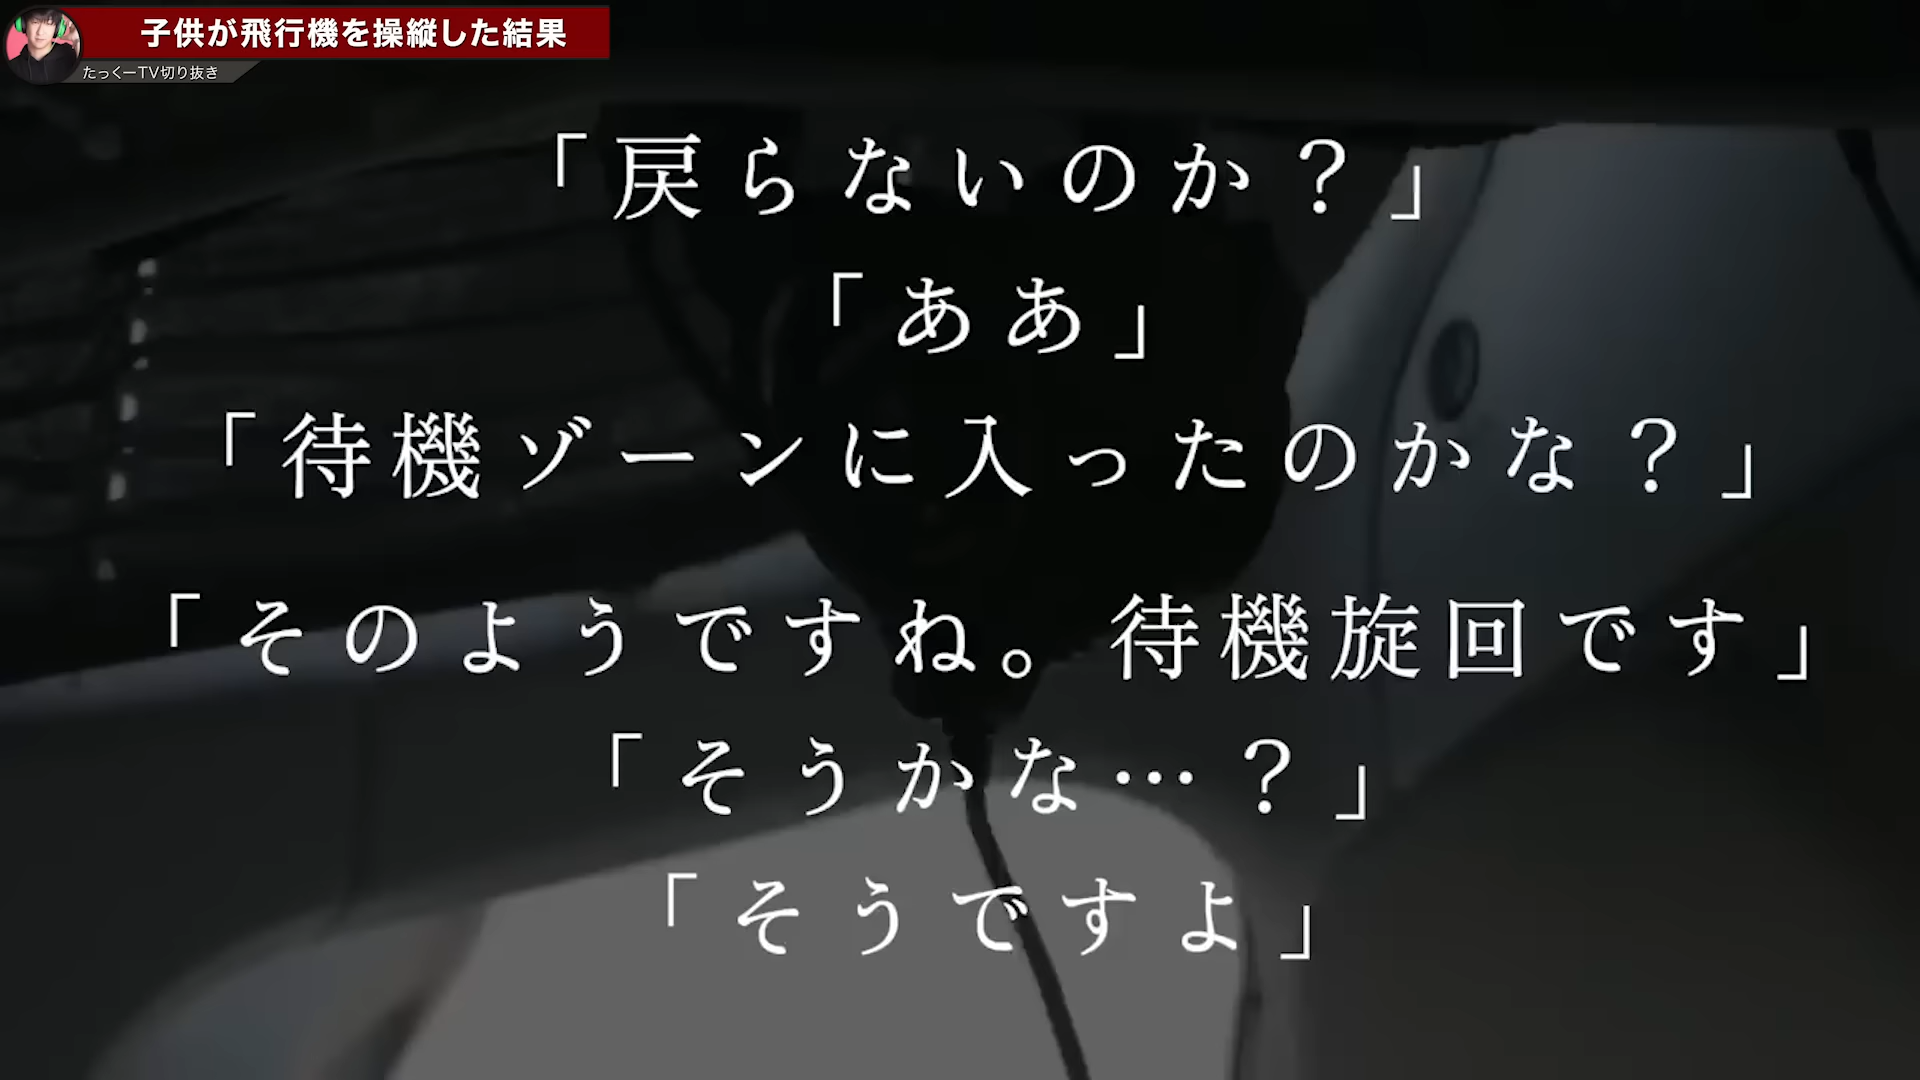 子供が飛行機を操縦した結果
たっくーTV切り抜き
「戻らないのか？」
「ああ」
「待機ゾーンに入ったのかな？」
「そのようですね。待機旋回です」
「そうかな…？」
「そうですよ」